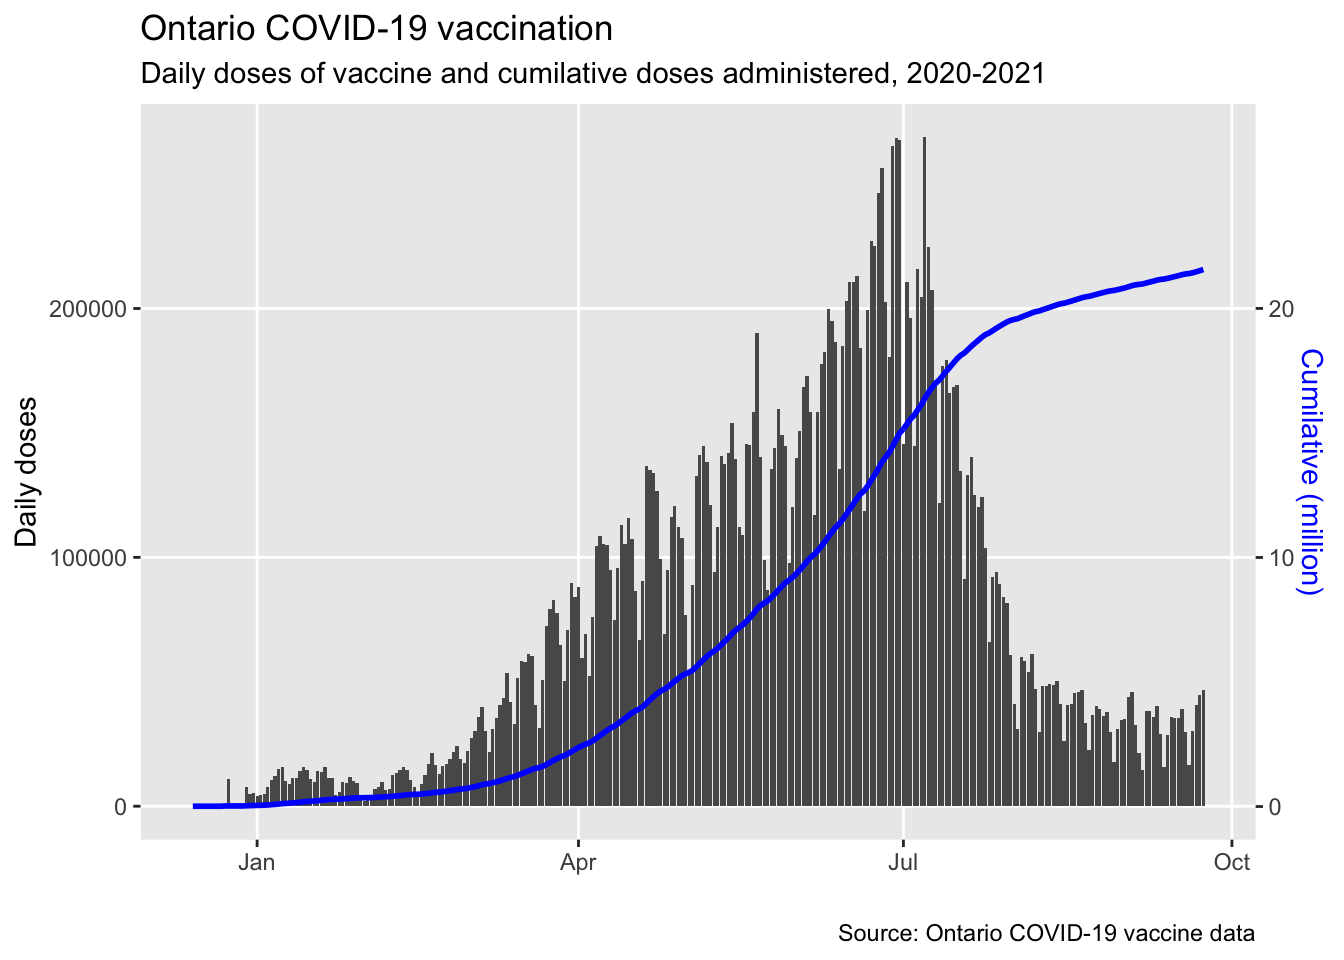 Ontario COVID-19 vaccination
Daily doses of vaccine and cumilative doses administered, 2020-2021
Daily doses
200000
100000
0
20
10
0
Cumilative (million)
Jan
Apr
Jul
Oct
Source: Ontario COVID-19 vaccine data